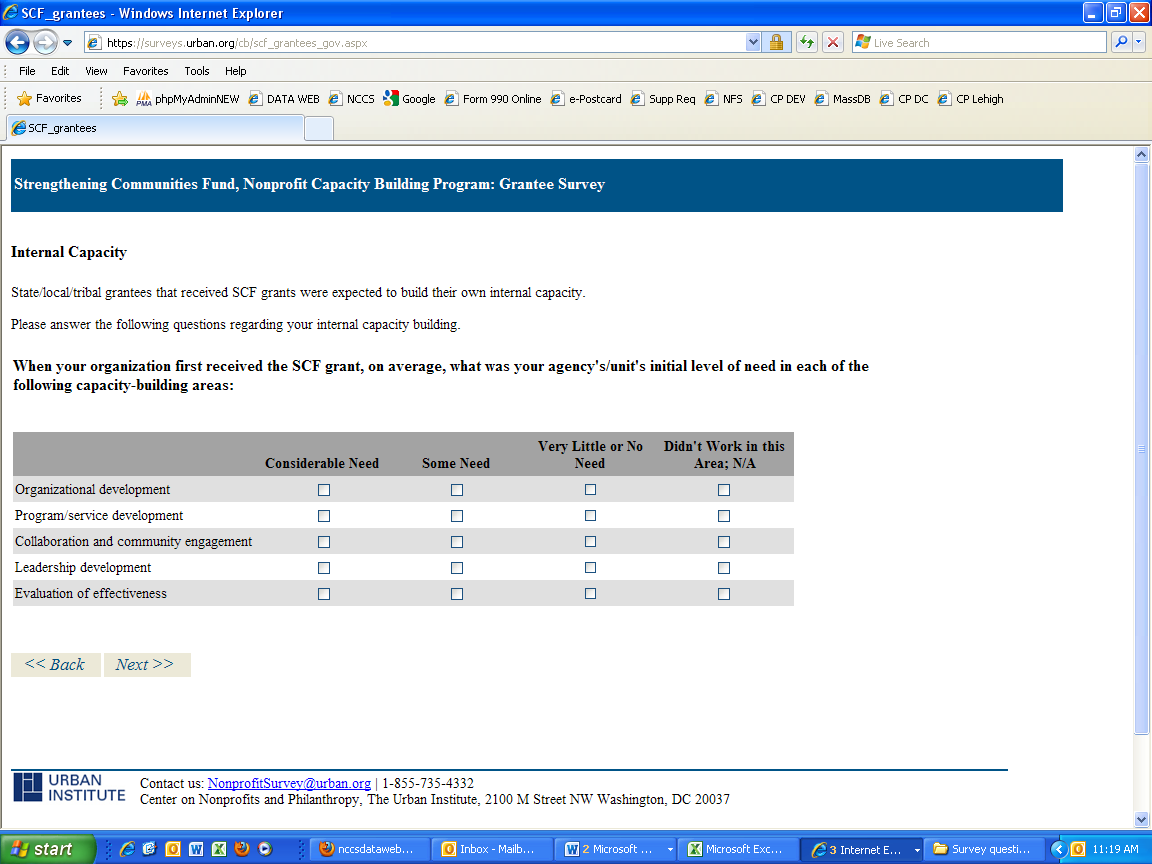 SCF_grantees - Windows Internet Explorer
https://surveys.urban.org/cb/scf_grantees_gov.aspx
Live Search
File Edit View Favorites Tools Help
Favorites phpMyAdminNEW DATA WEB NCCS Google Form 990 Online e-Postcard Supp Req NFS CP DEV MassDB CP DC CP Lehigh
SCF_grantees
Strengthening Communities Fund, Nonprofit Capacity Building Program: Grantee Survey
Internal Capacity
State/local/tribal grantees that received SCF grants were expected to build their own internal capacity.
Please answer the following questions regarding your internal capacity building.
When your organization first received the SCF grant, on average, what was your agency's/unit's initial level of need in each of the
following capacity-building areas:
Considerable Need Some Need Very Little or No Need Didn't Work in this Area; N/A
Organizational development
Program/service development
Collaboration and community engagement
Leadership development
Evaluation of effectiveness
<< Back Next >>
URBAN
INSTITUTE
Contact us: NonprofitSurvey@urban.org | 1-855-735-4332
Center on Nonprofits and Philanthropy, The Urban Institute, 2100 M Street NW Washington, DC 20037
start nccsdataweb... Inbox - Mailb... 2 Microsoft ... Microsoft Exc... 3 Internet E... Survey questi... 11:19 AM